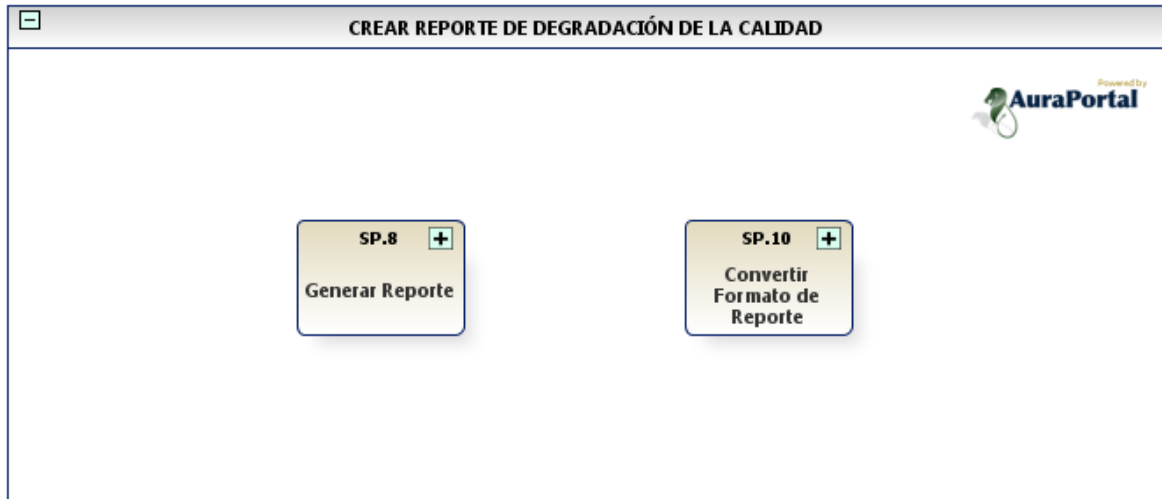 CREAR REPORTE DE DEGRADACIÓN DE LA CALIDAD
Powered by
AuraPortal
SP.8
Generar Reporte
SP.10
Convertir
Formato de
Reporte